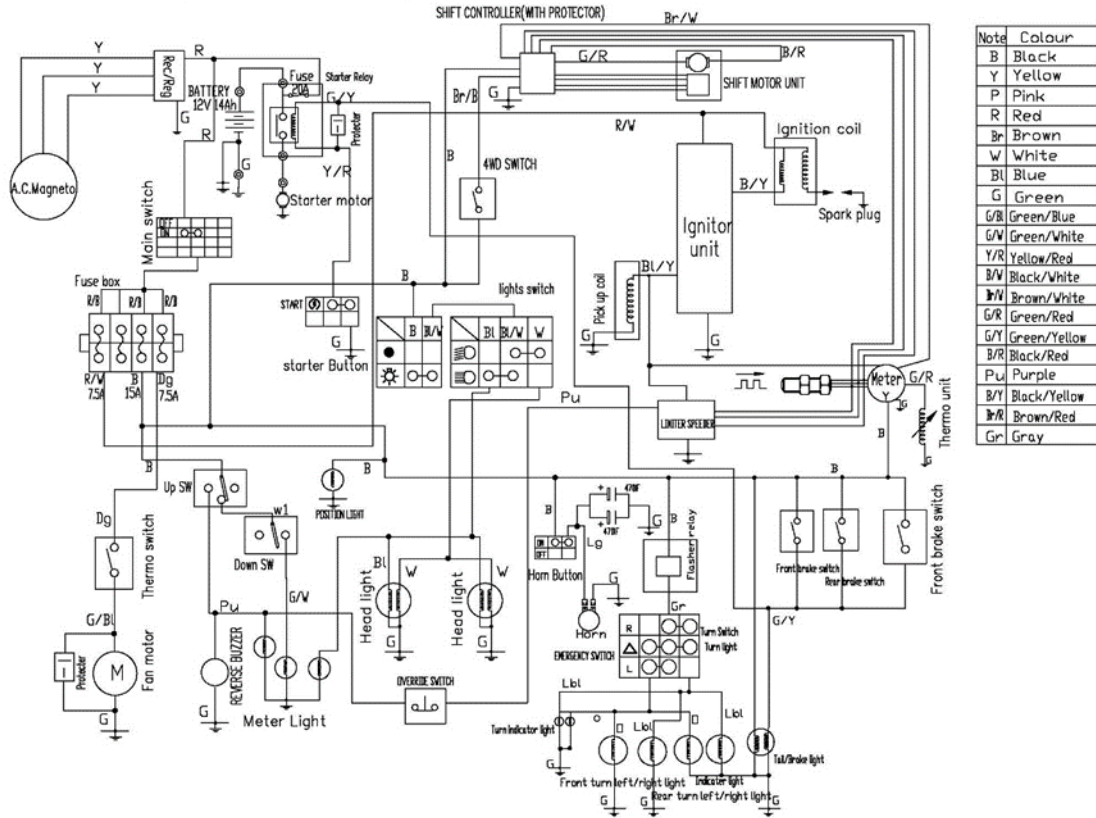 SHIFT CONTROLLER(WITH PROTECTOR)
Br/W
Y
Y
Y
R
Rec/Reg
G
R
A.C.Magneto
BATTERY
12V 14Ah
G
Fuse
20A
Starter Relay
G/Y
Protecter
Y/R
Starter motor
Br/B
B
G/R
B/R
G
SHIFT MOTOR UNIT
R/W
4WD SWITCH
Ignition coil
B/Y
Spark plug
Ignitor
unit
Bl/Y
Pick up coil
G
G
Main switch
OFF
ON
Fuse box
R/B
R/B
R/B
R/W
7.5A
B
15A
Dg
7.5A
START
G
starter Button
B
lights switch
B
Bl/W
Bl
Bl/W
W
Pu
LIMITER SPEEDER
Meter
Y
G/R
G
B
Thermo unit
G
B
Up SW
w1
Down SW
POSITION LIGHT
B
Dg
Thermo switch
G/Bl
Protecter
M
Fan motor
G
Pu
G/W
REVERSE BUZZER
G
Meter Light
Bl
W
Head light
G
Head light
W
G
OVERRIDE SWITCH
B
ON
OFF
Horn Button
Lg
+
+
G
G
Horn
B
Flasher relay
Gr
R
L
EMERGENCY SWITCH
Turn Switch
Turn light
B
Front brake switch
Rear brake switch
Front brake switch
G/Y
Lbl
Lbl
Lbl
Turn indicator light
G
Front turn left/right light
Indicater light
Rear turn left/right light
Tail/Brake light
G
G
G
Note Colour
B Black
Y Yellow
P Pink
R Red
Br Brown
W White
Bl Blue
G Green
G/Bl Green/Blue
G/W Green/White
Y/R Yellow/Red
B/W Black/White
Br/W Brown/White
G/R Green/Red
G/Y Green/Yellow
B/R Black/Red
Pu Purple
B/Y Black/Yellow
Br/R Brown/Red
Gr Gray